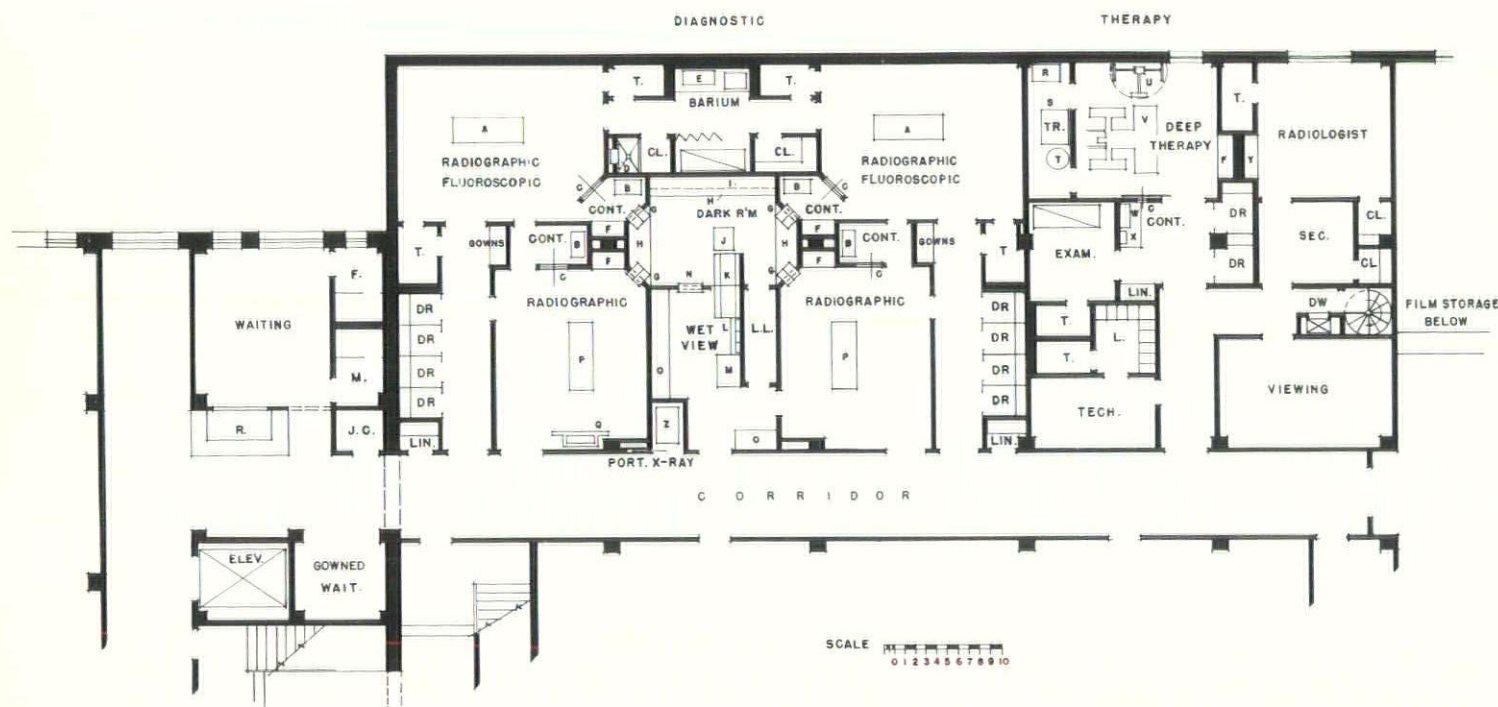 DIAGNOSTIC
THERAPY
T.
E
BARIUM
T.
R
U
S
TR.
T
V
DEEP
THERAPY
T.
RADIOLOGIST
A
RADIOGRAPHIC
FLUOROSCOPIC
D
CL.
CL.
A
RADIOGRAPHIC
FLUOROSCOPIC
F
Y
C
B
CONT.
I
H
DARK R'M
B
C
CONT.
G
G
F
F
H
H
J
G
G
F
F
C
W
X
CONT.
DR
DR
SEC.
CL.
CL
EXAM.
LIN.
T.
GOWNS
CONT.
B
C
CONT.
B
C
GOWNS
T.
F.
WAITING
M.
R.
J.C.
RADIOGRAPHIC
N
K
RADIOGRAPHIC
DR
DR
DR
DR
LIN.
P
Q
WET
VIEW
L
L.L.
O
M
Z
O
P
DR
DR
DR
DR
LIN.
T.
T.
L.
TECH.
DW
FILM STORAGE
BELOW
VIEWING
PORT. X-RAY
CORRIDOR
ELEV.
GOWNED
WAIT.
SCALE
0 1 2 3 4 5 6 7 8 9 10